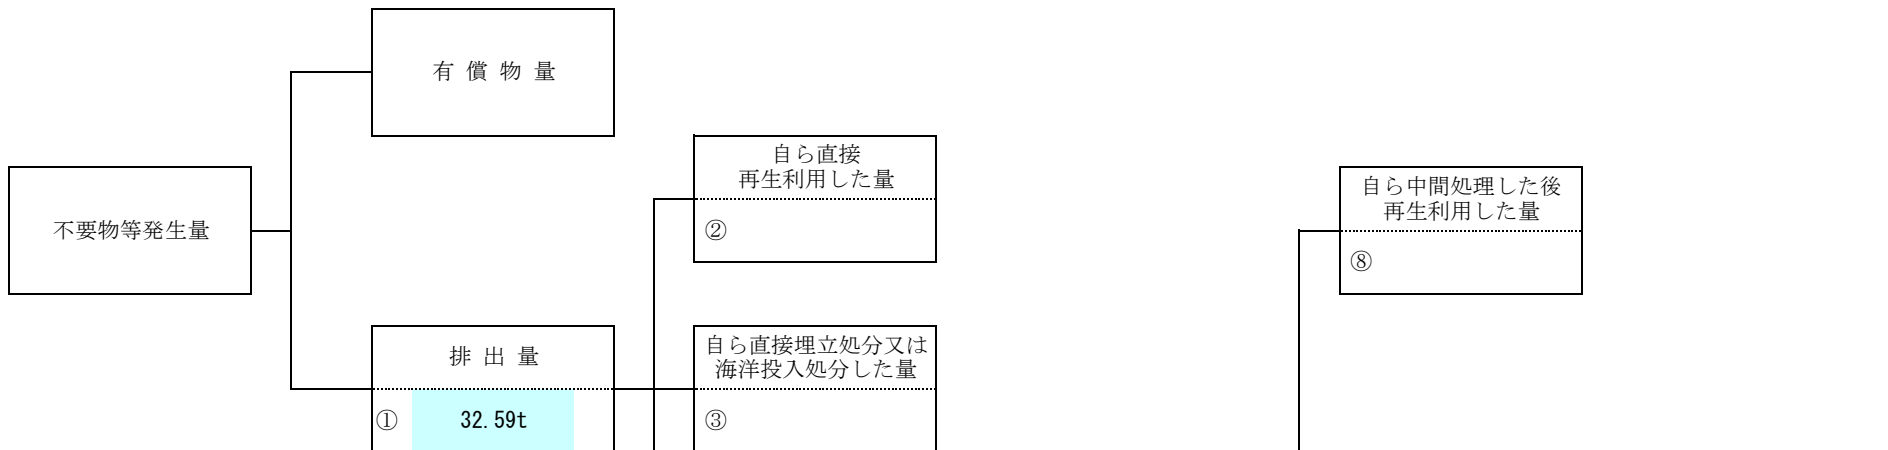 有 償 物 量
自ら直接
再生利用した量
②
自ら中間処理した後
再生利用した量
⑧
不要物等発生量
排 出 量
① 32.59t
自ら直接埋立処分又は
海洋投入処分した量
③